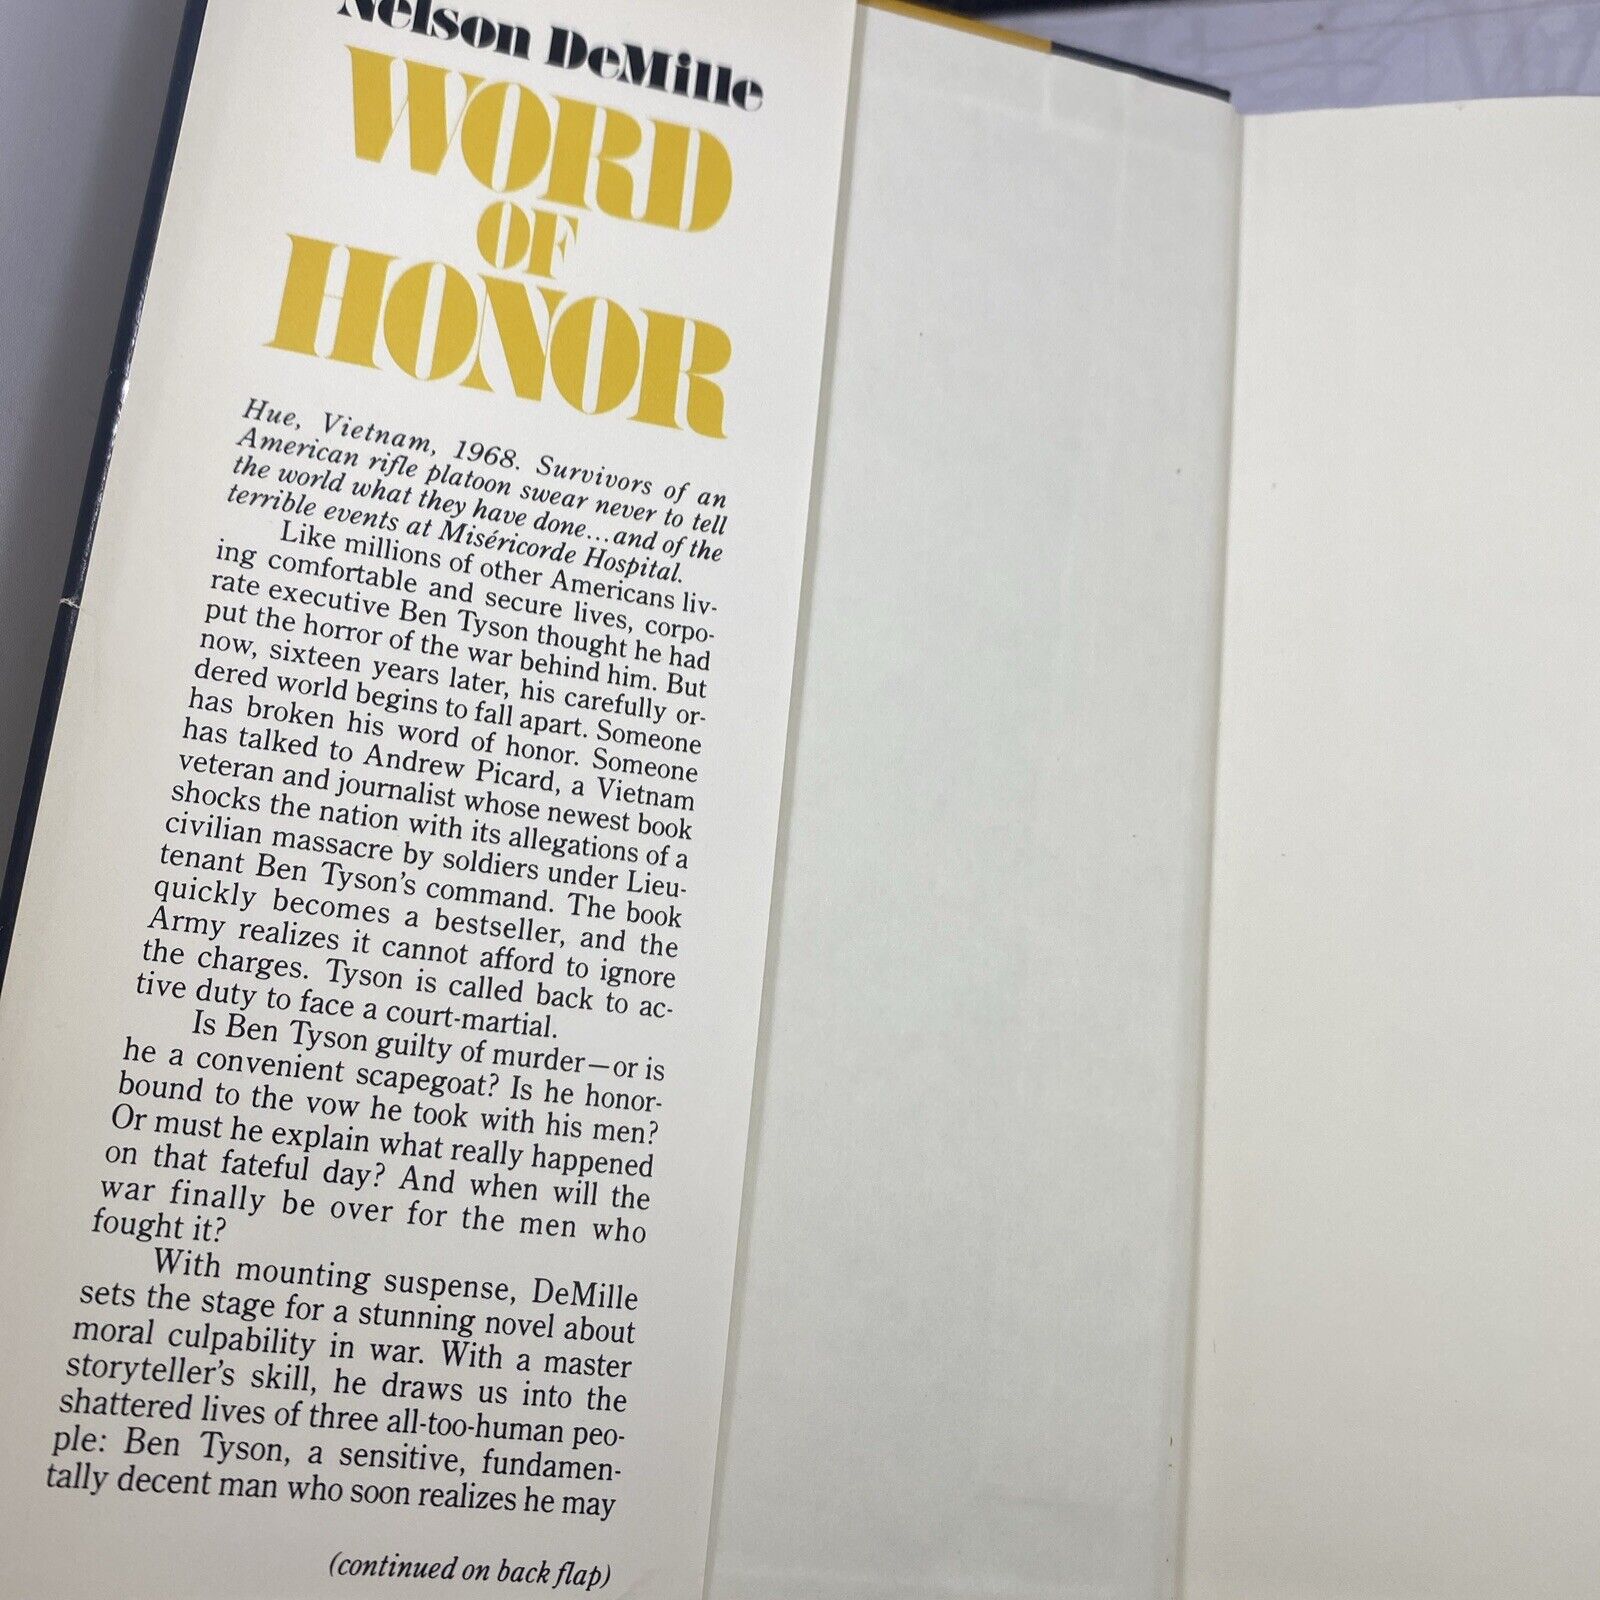 Nelson DeMille
WORD
OF
HONOR
Hue, Vietnam, 1968. Survivors of an
American rifle platoon swear never to tell
the world what they have done...and of the
terrible events at Miséricorde Hospital.
Like millions of other Americans liv-
ing comfortable and secure lives, corpo-
rate executive Ben Tyson thought he had
put the horror of the war behind him. But
now, sixteen years later, his carefully or-
dered world begins to fall apart. Someone
has broken his word of honor. Someone
has talked to Andrew Picard, a Vietnam
veteran and journalist whose newest book
shocks the nation with its allegations of a
civilian massacre by soldiers under Lieu-
tenant Ben Tyson's command. The book
quickly becomes a bestseller, and the
Army realizes it cannot afford to ignore
the charges. Tyson is called back to ac-
tive duty to face a court-martial.
Is Ben Tyson guilty of murder—or is
he a convenient scapegoat? Is he honor-
bound to the vow he took with his men?
Or must he explain what really happened
on that fateful day? And when will the
war finally be over for the men who
fought it?
With mounting suspense, DeMille
sets the stage for a stunning novel about
moral culpability in war. With a master
storyteller's skill, he draws us into the
shattered lives of three all-too-human peo-
ple: Ben Tyson, a sensitive, fundamen-
tally decent man who soon realizes he may
(continued on back flap)